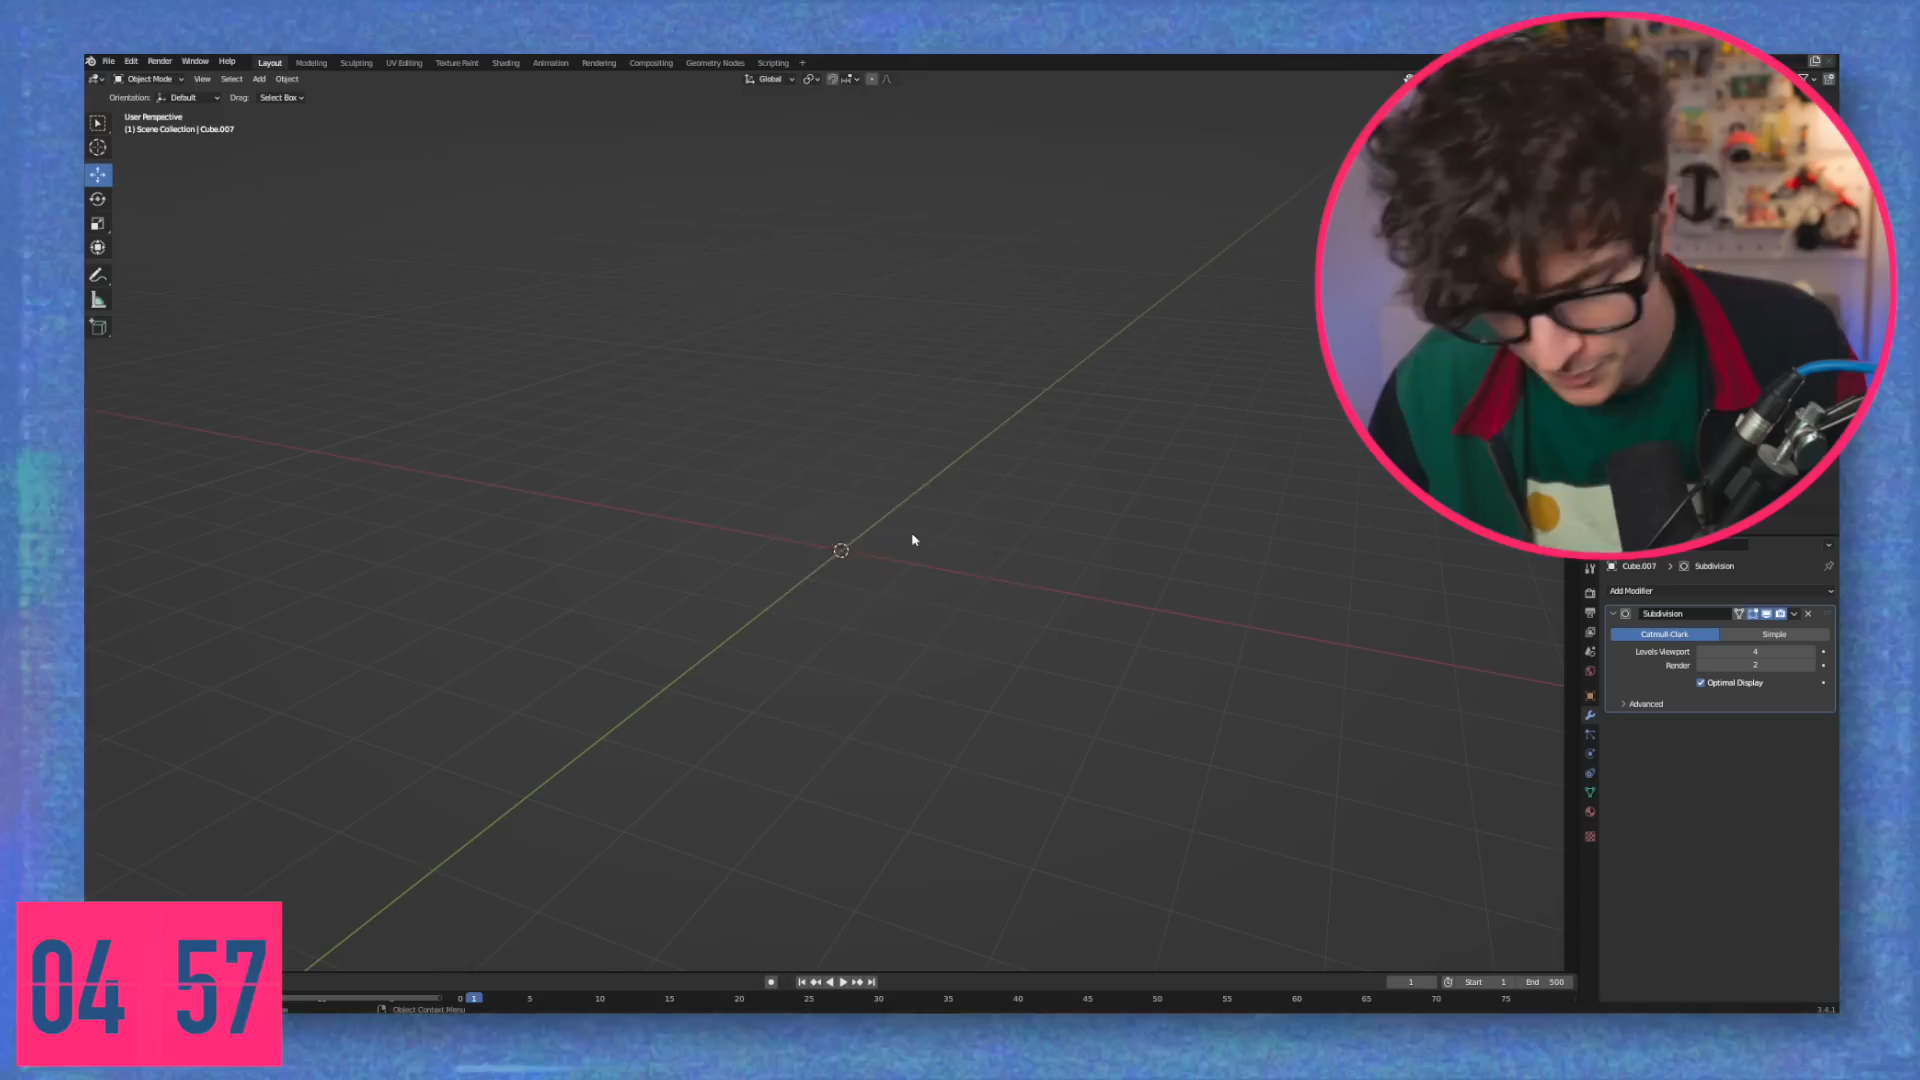 File Edit Render Window Help Layout Modeling Sculpting UV Editing Texture Paint Shading Animation Rendering Compositing Geometry Nodes Scripting +
Object Mode View Select Add Object Global
Orientation: Default Drag: Select Box
User Perspective
(1) Scene Collection | Cube.007
Cube.007 > Subdivision
Add Modifier
Subdivision
Catmull-Clark Simple
Levels Viewport 4
Render 2
Optimal Display
Advanced
04 57
1 Start 1 End 500
0 1 5 10 15 20 25 30 35 40 45 50 55 60 65 70 75
Object Context Menu
3.4.1